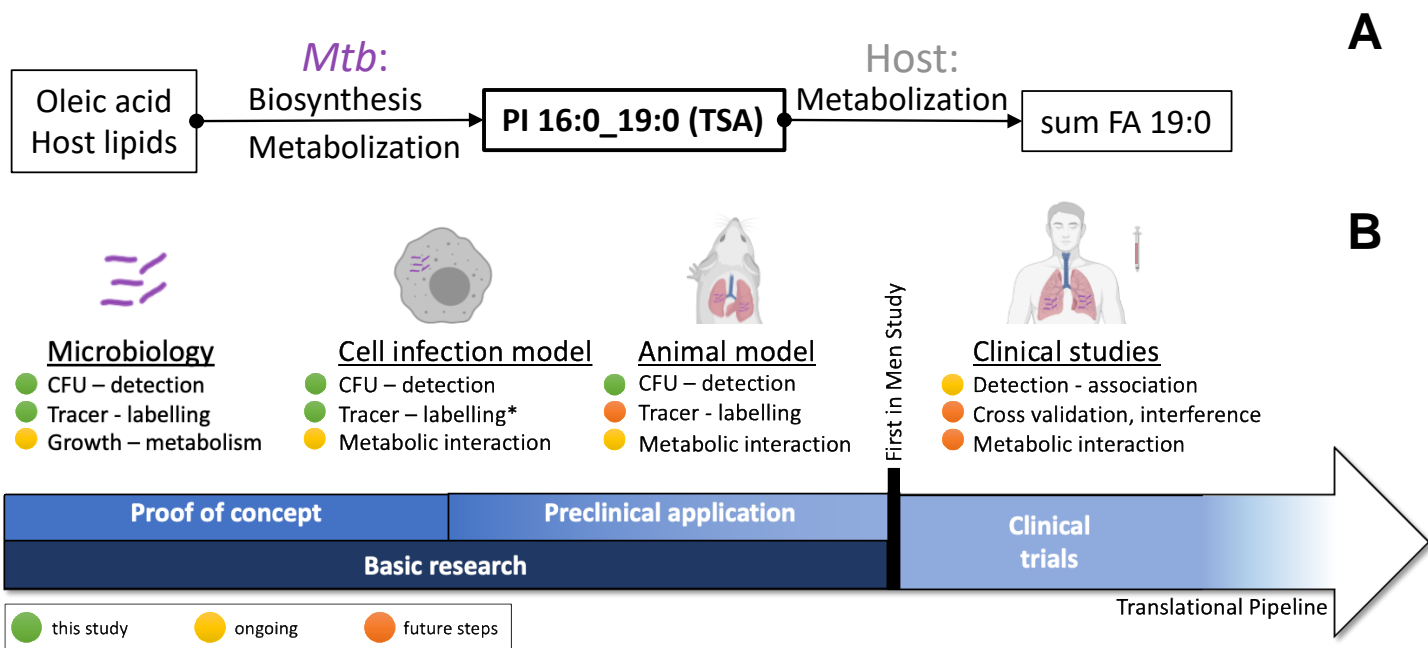 A
Mtb:
Host:
Oleic acid
Host lipids
Biosynthesis
Metabolization
PI 16:0_19:0 (TSA)
Metabolization
sum FA 19:0
B
Microbiology
CFU – detection
Tracer - labelling
Growth – metabolism
Cell infection model
CFU – detection
Tracer – labelling*
Metabolic interaction
Animal model
CFU – detection
Tracer - labelling
Metabolic interaction
First in Men Study
Clinical studies
Detection - association
Cross validation, interference
Metabolic interaction
Proof of concept
Preclinical application
Basic research
Clinical
trials
Translational Pipeline
this study
ongoing
future steps